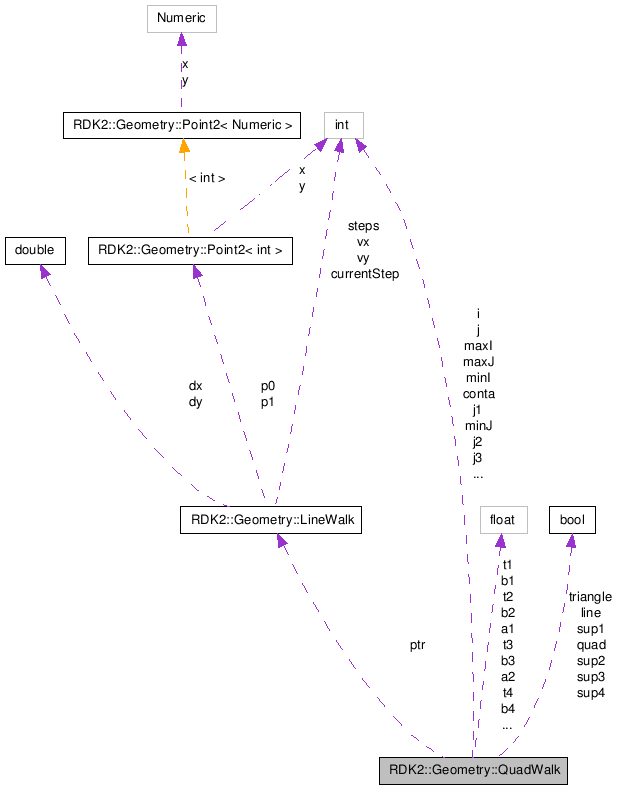 Numeric
x
y
RDK2::Geometry::Point2< Numeric >
int
< int >
x
y
double
RDK2::Geometry::Point2< int >
steps
vx
vy
currentStep
dx
dy
p0
p1
i
j
maxI
maxJ
minI
conta
j1
minJ
j2
j3
...
RDK2::Geometry::LineWalk
float
bool
ptr
t1
b1
t2
b2
a1
t3
b3
a2
t4
b4
...
triangle
line
sup1
quad
sup2
sup3
sup4
RDK2::Geometry::QuadWalk